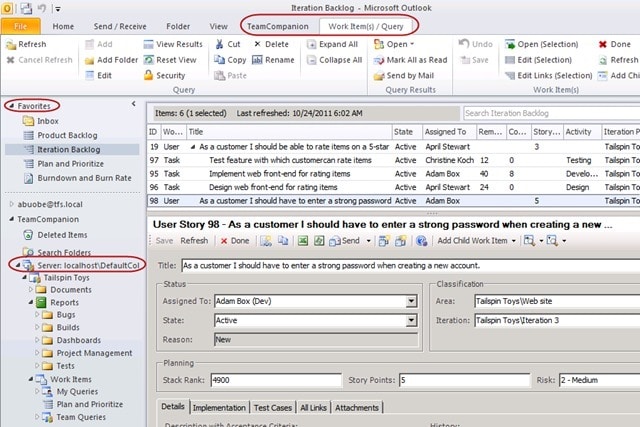 Iteration Backlog - Microsoft Outlook
File Home Send / Receive Folder View TeamCompanion Work Item(s) / Query
Refresh Add View Results Cut Delete Expand All Open Open (Selection) Done
Cancel Refresh Add Folder Reset View Copy Rename Collapse All Mark All as Read Edit (Selection)
Edit Security Paste Send by Mail Edit Links (Selection) Add Chi
Query Query Results Work Item(s)
Favorites
Inbox
Product Backlog
Iteration Backlog
Plan and Prioritize
Burndown and Burn Rate
abuobe@tfs.local
TeamCompanion
Deleted Items
Search Folders
Server: localhost\DefaultCol
Tailspin Toys
Documents
Reports
Bugs
Builds
Dashboards
Project Management
Tests
Work Items
My Queries
Plan and Prioritize
Team Queries
Items: 6 (1 selected) Last refreshed: 10/24/2011 6:02 AM Search Iteration Backlog
ID Wo... Title State Assigned To Rem... Co... Story... Activity Iteration P
19 User As a customer I should be able to rate items on a 5-star Active April Stewart 3 Tailspin To
97 Task Test feature with which customercan rate items Active Christine Koch 12 0 Testing Tailspin To
95 Task Implement web front-end for rating items Active Adam Box 40 8 Develo... Tailspin To
96 Task Design web front-end for rating items Active April Stewart 24 0 Design Tailspin To
98 User As a customer I should have to enter a strong password Active Adam Box 5 Tailspin To
User Story 98 - As a customer I should have to enter a strong password when creating a new ...
Save Refresh Done Send Add Child Work Item
Title: As a customer I should have to enter a strong password when creating a new account.
Status
Assigned To: Adam Box (Dev)
State: Active
Reason: New
Classification
Area: Tailspin Toys\Web site
Iteration: Tailspin Toys\Iteration 3
Planning
Stack Rank: 4900 Story Points: 5 Risk: 2 - Medium
Details Implementation Test Cases All Links Attachments
Description with Acceptance Criteria: History: